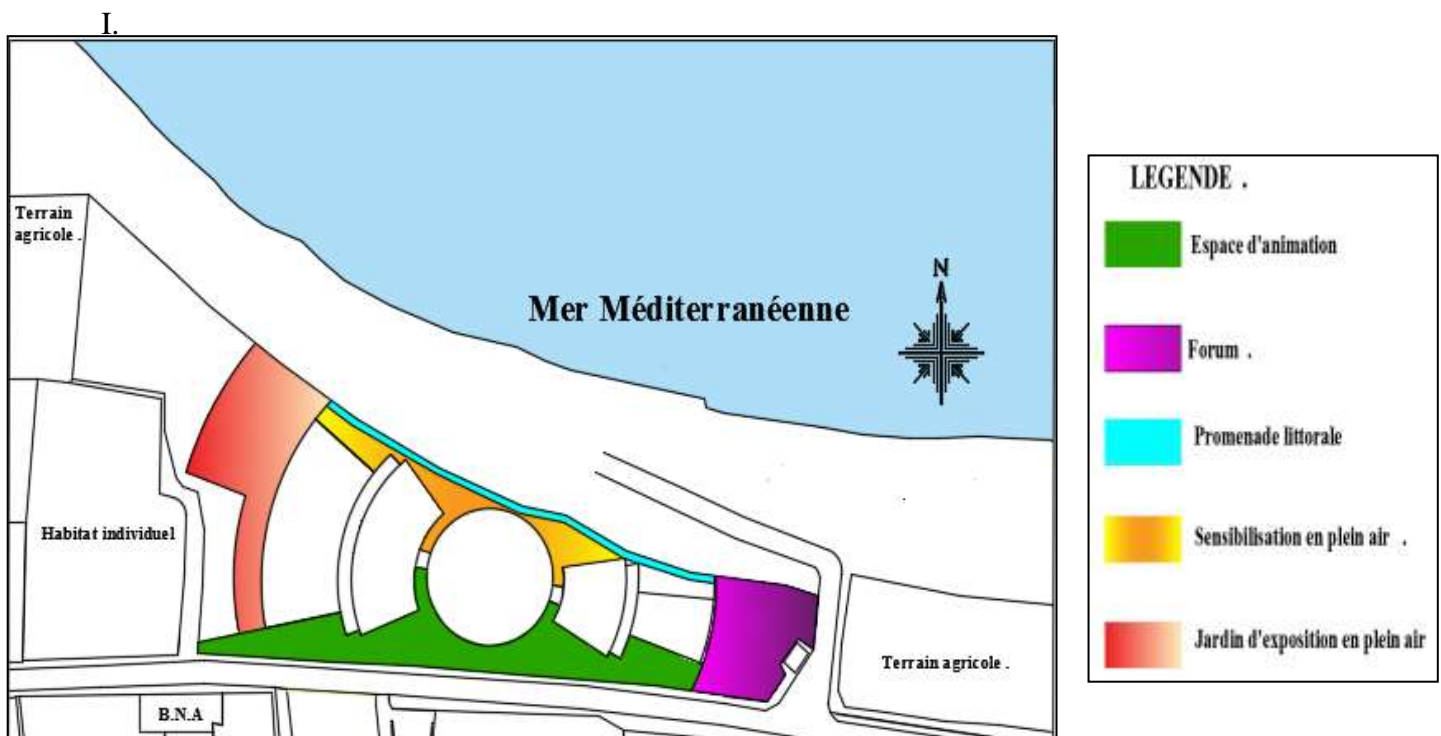 I.
Terrain
agricole .
N
Mer Méditerranéenne
Habitat individuel
Terrain agricole .
B.N.A
LEGENDE .
Espace d'animation
Forum .
Promenade littorale
Sensibilisation en plein air .
Jardin d'exposition en plein air